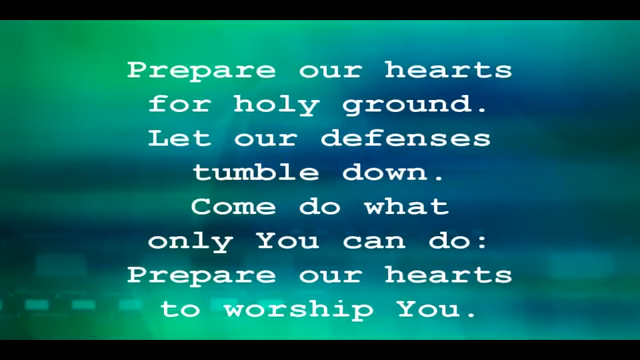 Prepare our hearts
for holy ground.
Let our defenses
tumble down.
Come do what
only You can do:
Prepare our hearts
to worship You.